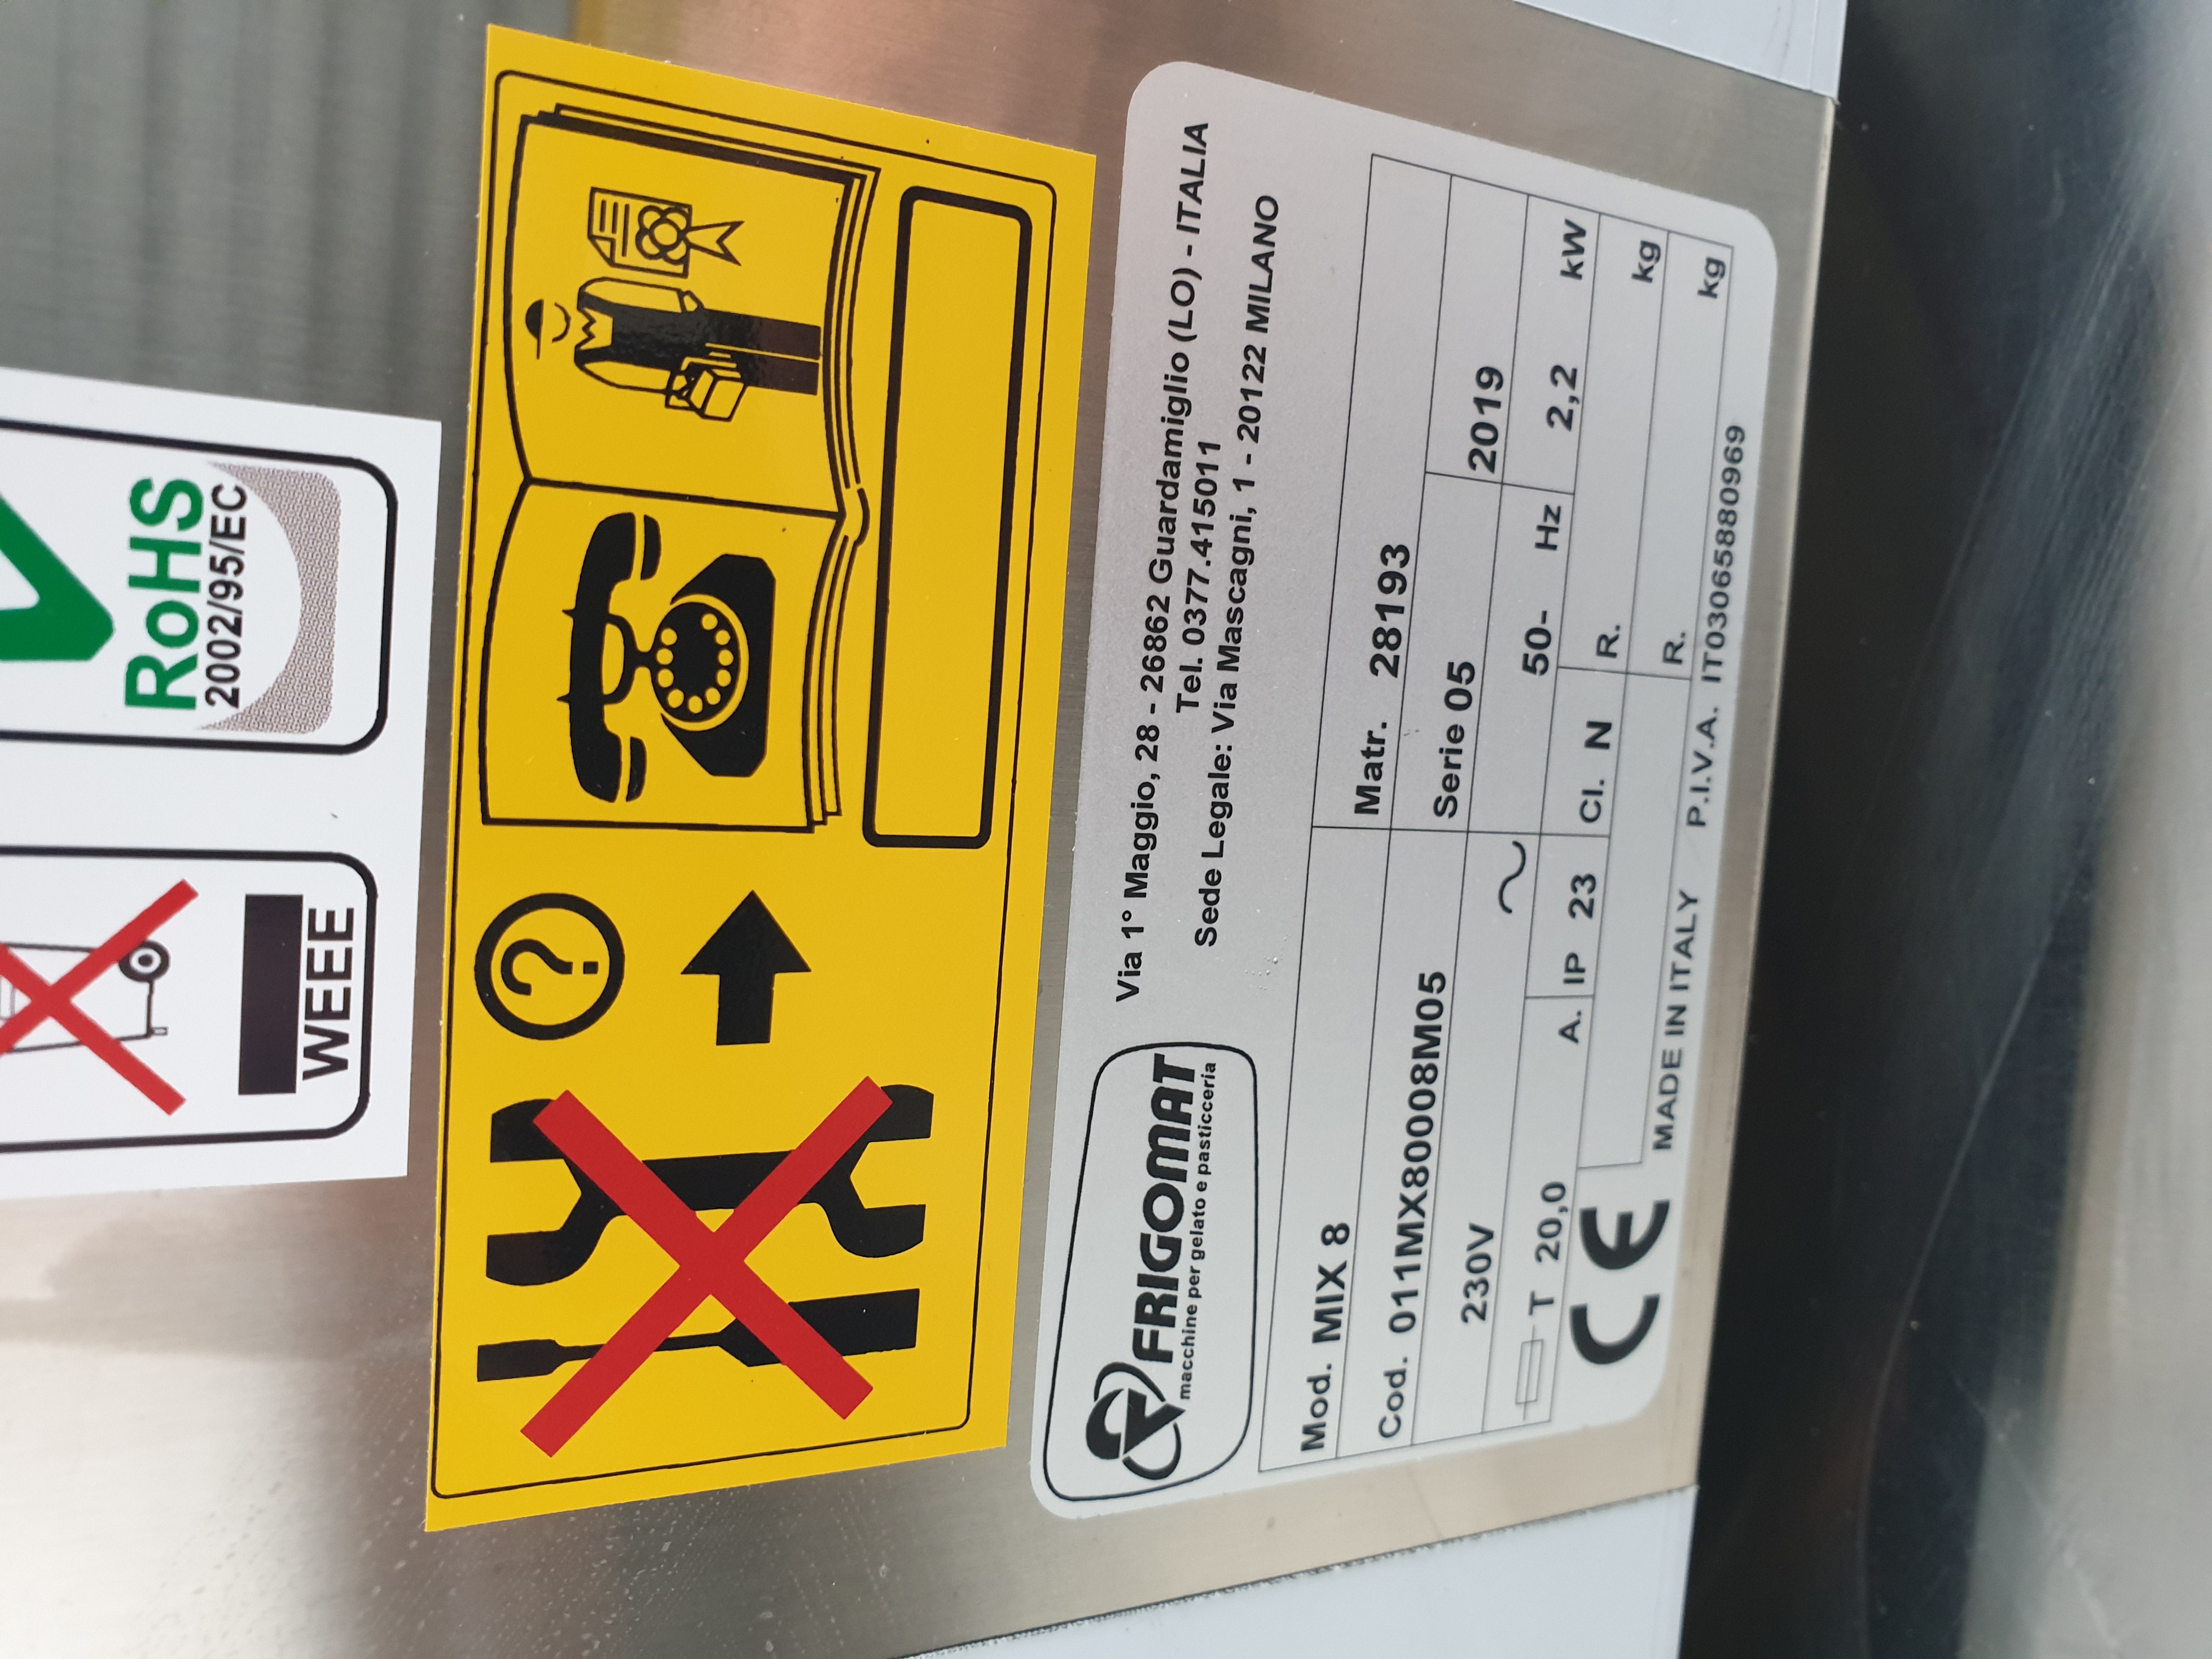 RoHS
2002/95/EC
WEEE
?
FRIGOMAT
macchine per gelato e pasticceria
Via 1° Maggio, 28 - 26862 Guardamiglio (LO) - ITALIA
Tel. 0377.415011
Sede Legale: Via Mascagni, 1 - 20122 MILANO
Mod. MIX 8
Matr. 28193
Cod. 011MX80008M05
Serie 05
2019
230V ~ 50- Hz 2,2 kW
T 20,0 A. IP 23 Cl. N R. kg
R. kg
CE
MADE IN ITALY P.I.V.A. IT03065880969